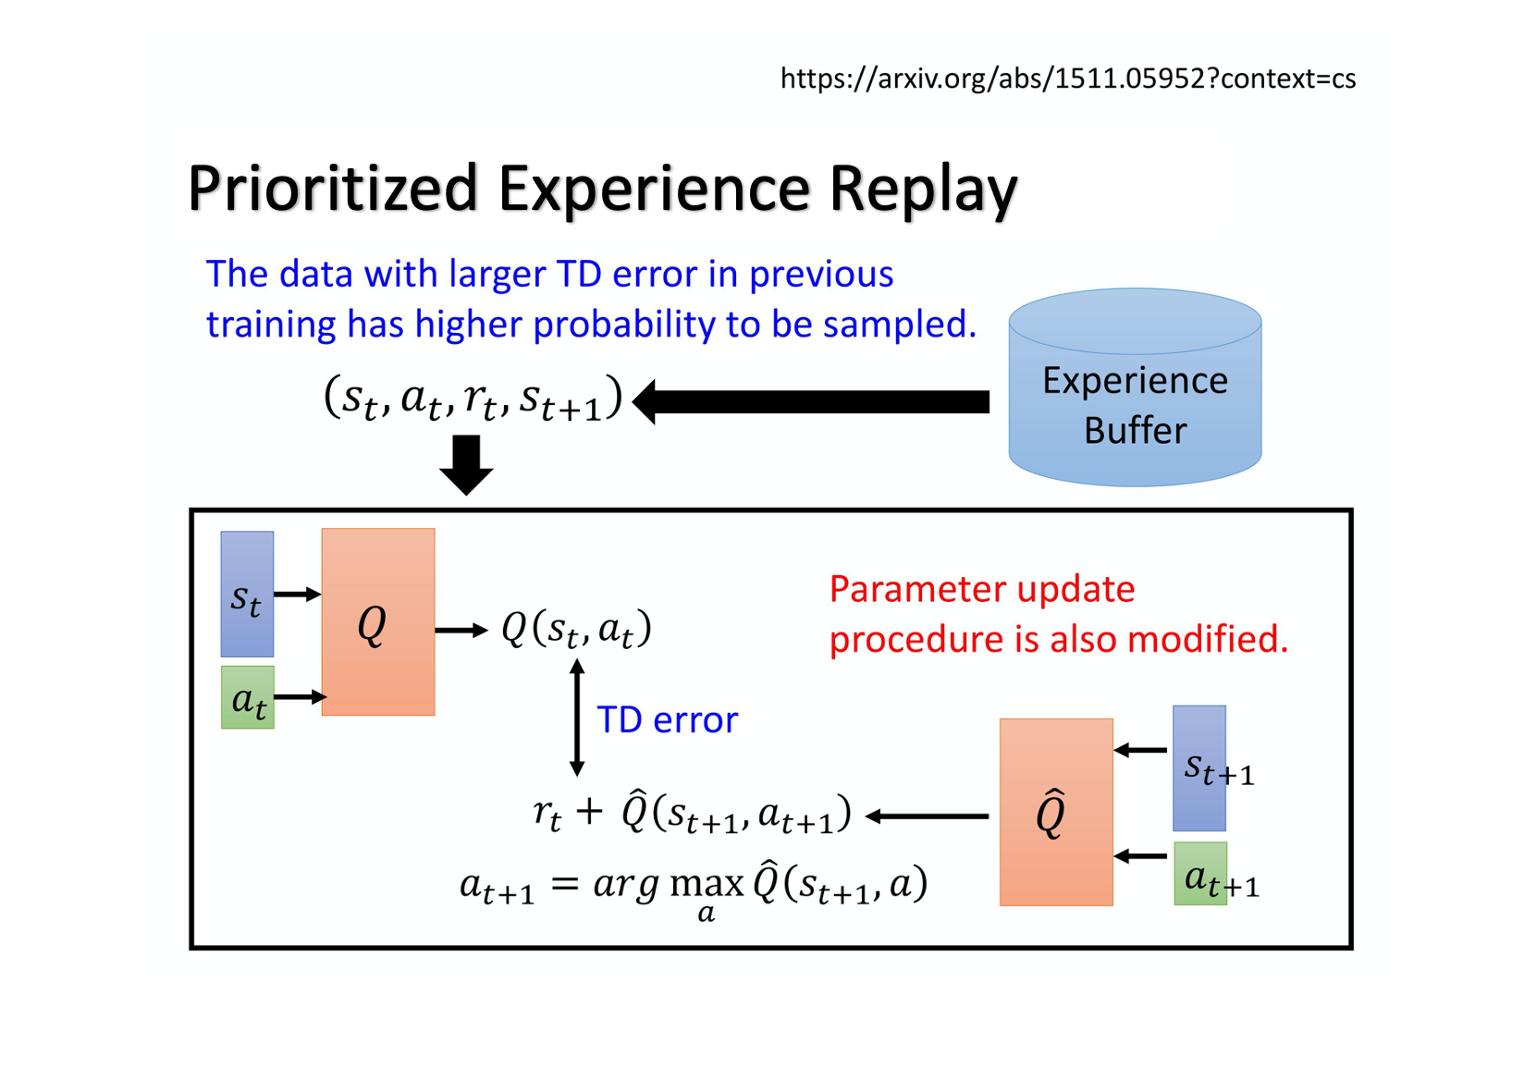 https://arxiv.org/abs/1511.05952?context=cs
Prioritized Experience Replay
The data with larger TD error in previous
training has higher probability to be sampled.
(s_t, a_t, r_t, s_{t+1})
Experience
Buffer
s_t
a_t
Q
Q(s_t, a_t)
Parameter update
procedure is also modified.
TD error
r_t + Q̂(s_{t+1}, a_{t+1})
a_{t+1} = arg max_a Q̂(s_{t+1}, a)
Q̂
s_{t+1}
a_{t+1}